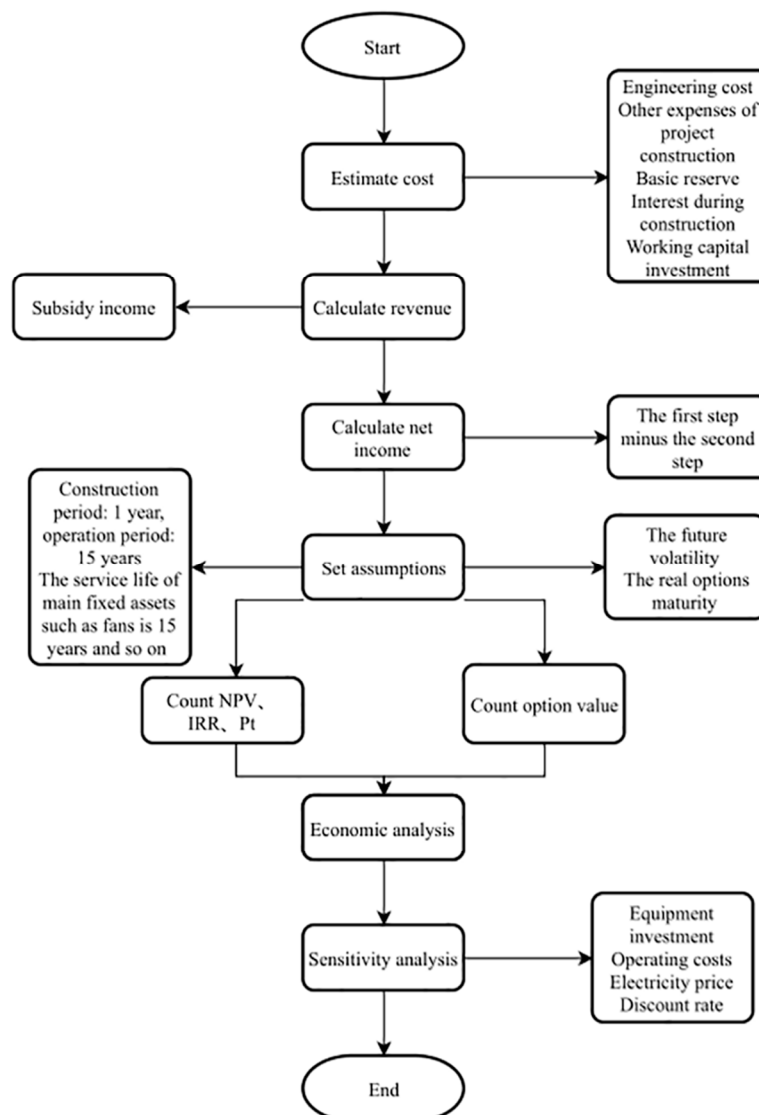 Start
Estimate cost
Engineering cost
Other expenses of
project
construction
Basic reserve
Interest during
construction
Working capital
investment
Subsidy income
Calculate revenue
Calculate net
income
The first step
minus the second
step
Construction
period: 1 year,
operation period:
15 years
The service life of
main fixed assets
such as fans is 15
years and so on
Set assumptions
The future
volatility
The real options
maturity
Count NPV、
IRR、Pt
Count option value
Economic analysis
Sensitivity analysis
Equipment
investment
Operating costs
Electricity price
Discount rate
End